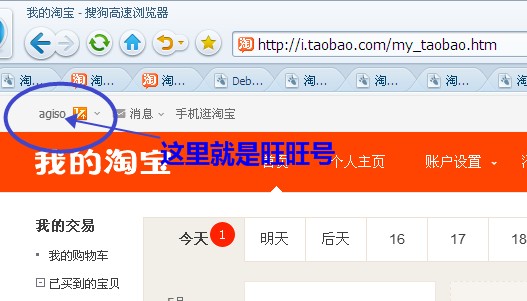 我的淘宝 - 搜狗高速浏览器
http://i.taobao.com/my_taobao.htm
淘... 淘... 淘... Deb... 淘... 淘... 淘...
agiso 消息 手机逛淘宝
这里就是旺旺号
我的淘宝 首页 个人主页 账户设置
我的交易
今天 1 明天 后天 16 17 18
我的购物车
已买到的宝贝
5月